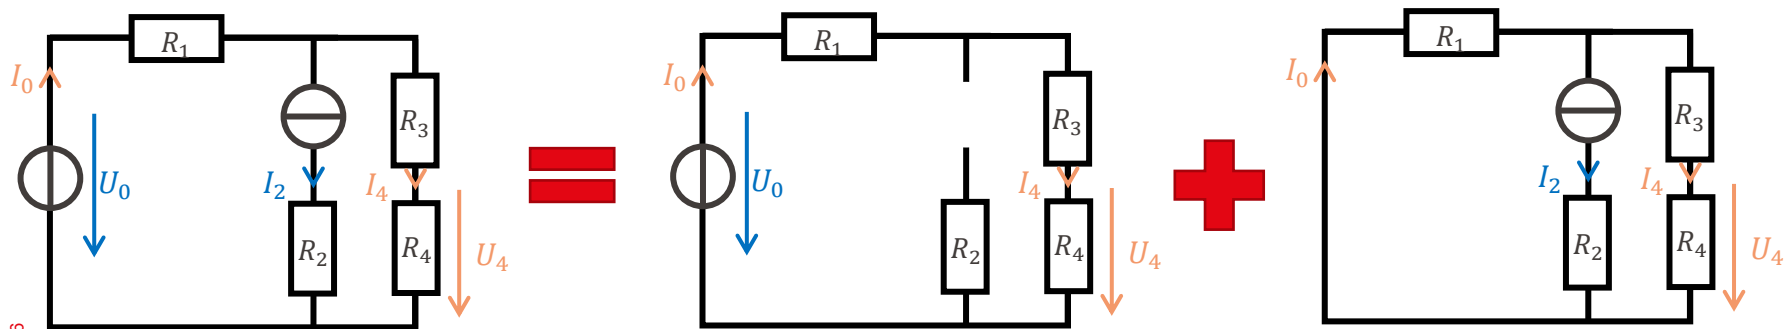 R₁
I₀
U₀
I₂
R₂
R₃
I₄
R₄
U₄
R₁
I₀
U₀
R₂
R₃
I₄
R₄
U₄
R₁
I₀
I₂
R₂
R₃
I₄
R₄
U₄